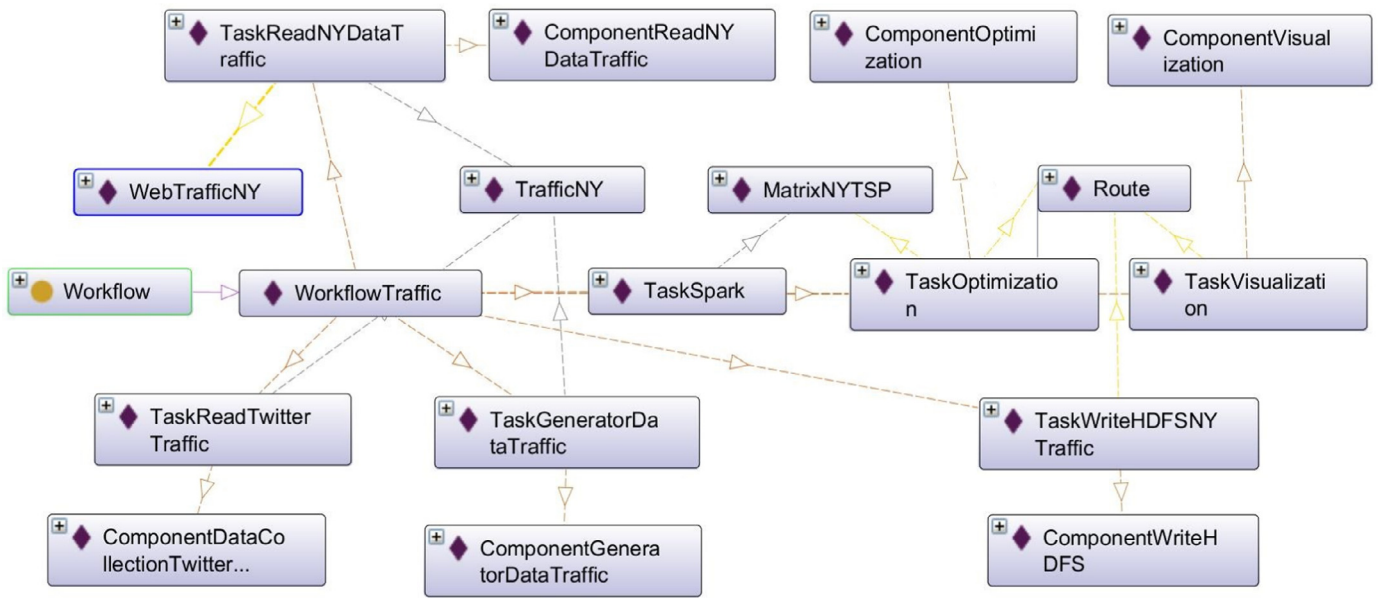 TaskReadNYDataT
raffic
ComponentReadNY
DataTraffic
ComponentOptimi
zation
ComponentVisual
ization
WebTrafficNY
TrafficNY
MatrixNYTSP
Route
Workflow
WorkflowTraffic
TaskSpark
TaskOptimizatio
n
TaskVisualizati
on
TaskReadTwitter
Traffic
TaskGeneratorDa
taTraffic
TaskWriteHDFSNY
Traffic
ComponentDataCo
llectionTwitter...
ComponentGenera
torDataTraffic
ComponentWriteH
DFS